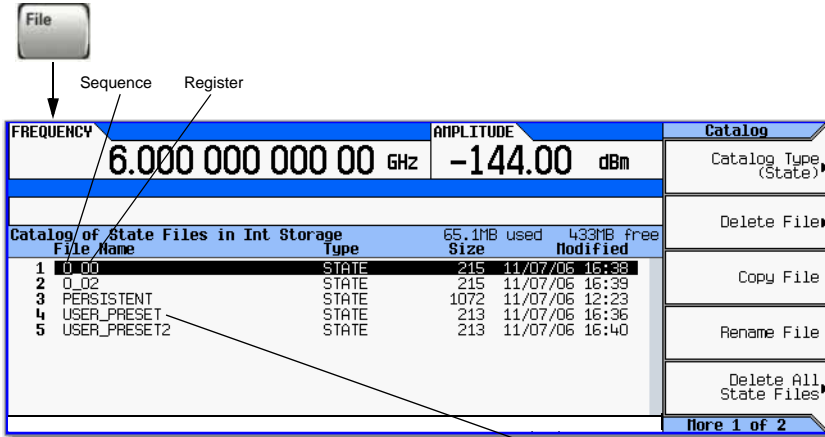 File
Sequence Register
FREQUENCY AMPLITUDE Catalog
6.000 000 000 00 GHz -144.00 dBm
Catalog Type
(State)
Delete File
Catalog of State Files in Int Storage 65.1MB used 433MB free
File Name Type Size Modified
1 0_00 STATE 215 11/07/06 16:38
2 0_02 STATE 215 11/07/06 16:39
3 PERSISTENT STATE 1072 11/07/06 12:23
4 USER_PRESET STATE 213 11/07/06 16:36
5 USER_PRESET2 STATE 213 11/07/06 16:40
Copy File
Rename File
Delete All
State Files
More 1 of 2